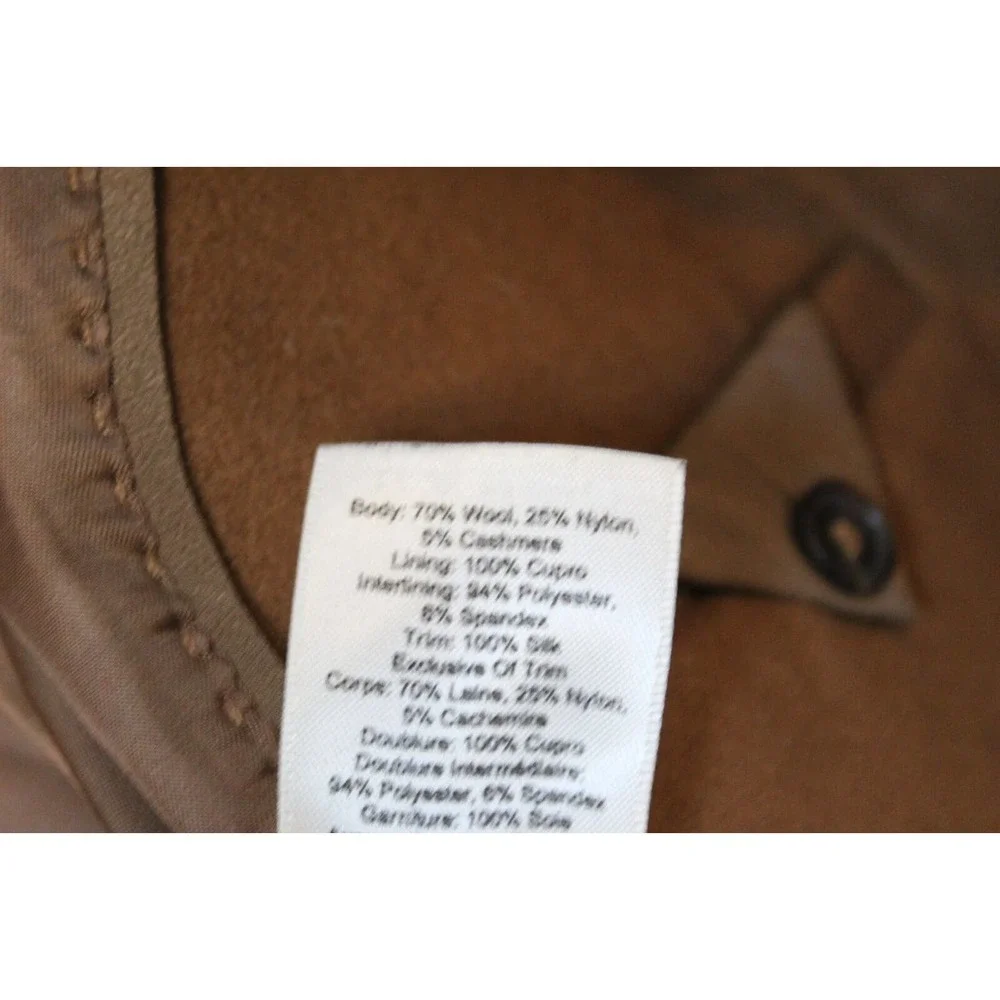 Body: 70% Wool, 25% Nylon,
5% Cashmere
Lining: 100% Cupro
Interlining: 94% Polyester,
6% Spandex
Trim: 100% Silk
Exclusive Of Trim
Corps: 70% Laine, 25% Nylon,
5% Cachemire
Doublure: 100% Cupro
Doublure Intermédiaire:
94% Polyester, 6% Spandex
Garniture: 100% Soie